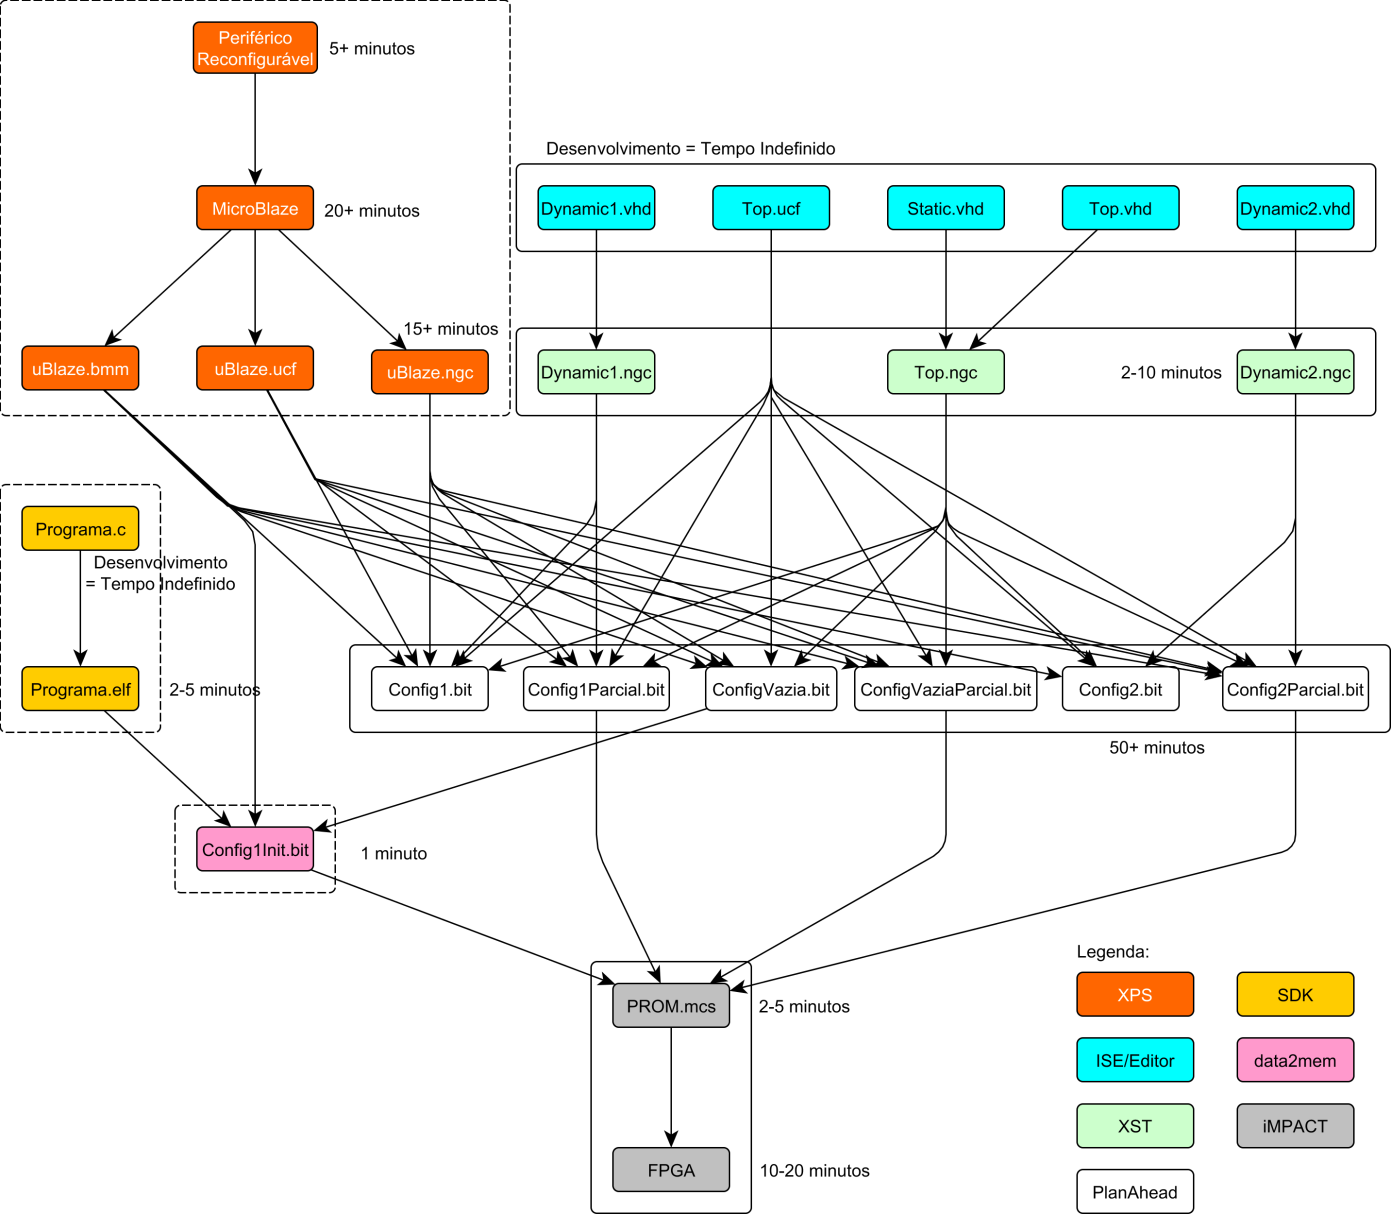 Periférico
Reconfigurável
5+ minutos
Desenvolvimento = Tempo Indefinido
MicroBlaze
20+ minutos
Dynamic1.vhd
Top.ucf
Static.vhd
Top.vhd
Dynamic2.vhd
15+ minutos
uBlaze.bmm
uBlaze.ucf
uBlaze.ngc
Dynamic1.ngc
Top.ngc
2-10 minutos
Dynamic2.ngc
Programa.c
Desenvolvimento
= Tempo Indefinido
Programa.elf
2-5 minutos
Config1.bit
Config1Parcial.bit
ConfigVazia.bit
ConfigVaziaParcial.bit
Config2.bit
Config2Parcial.bit
50+ minutos
Config1Init.bit
1 minuto
PROM.mcs
2-5 minutos
FPGA
10-20 minutos
Legenda:
XPS
SDK
ISE/Editor
data2mem
XST
iMPACT
PlanAhead